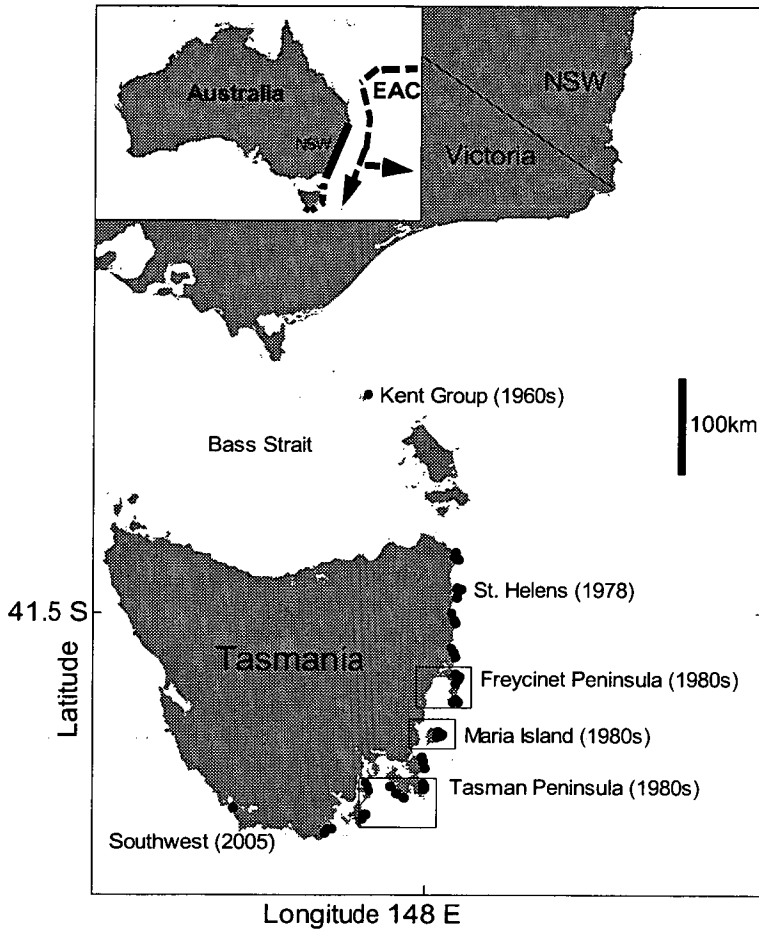 Australia
EAC
NSW
NSW
Victoria
Kent Group (1960s)
100km
Bass Strait
St. Helens (1978)
41.5 S
Tasmania
Latitude
Freycinet Peninsula (1980s)
Maria Island (1980s)
Tasman Peninsula (1980s)
Southwest (2005)
Longitude 148 E